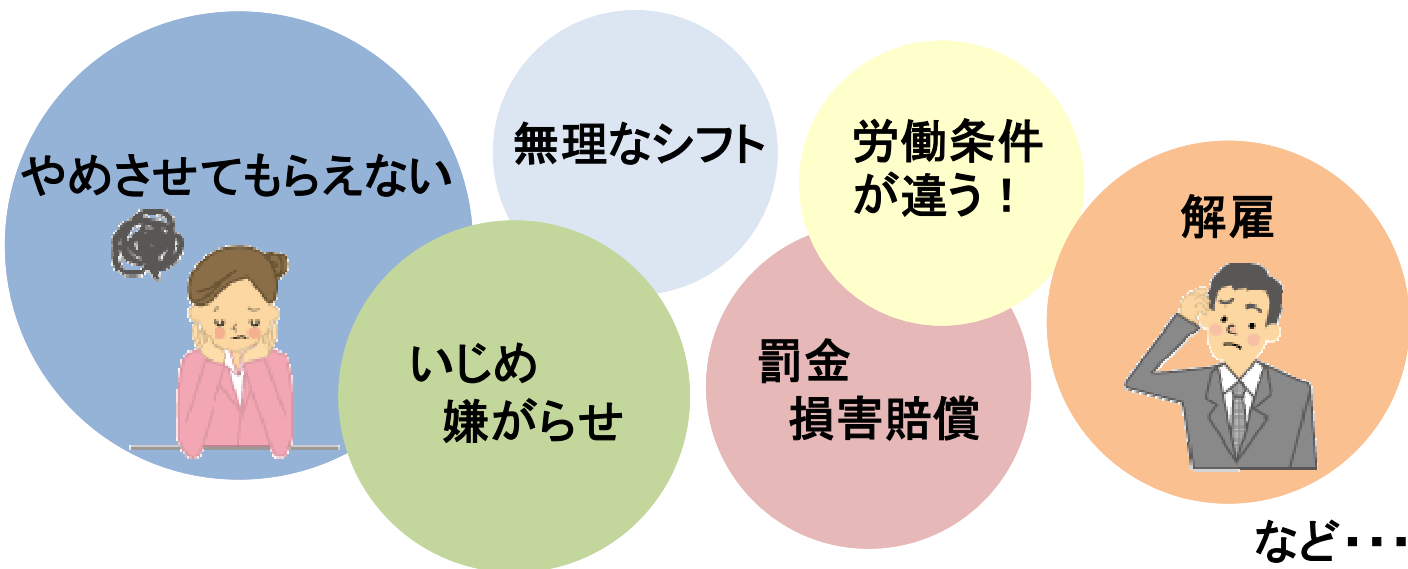 やめさせてもらえない
無理なシフト
労働条件
が違う！
解雇
いじめ
嫌がらせ
罰金
損害賠償
など・・・